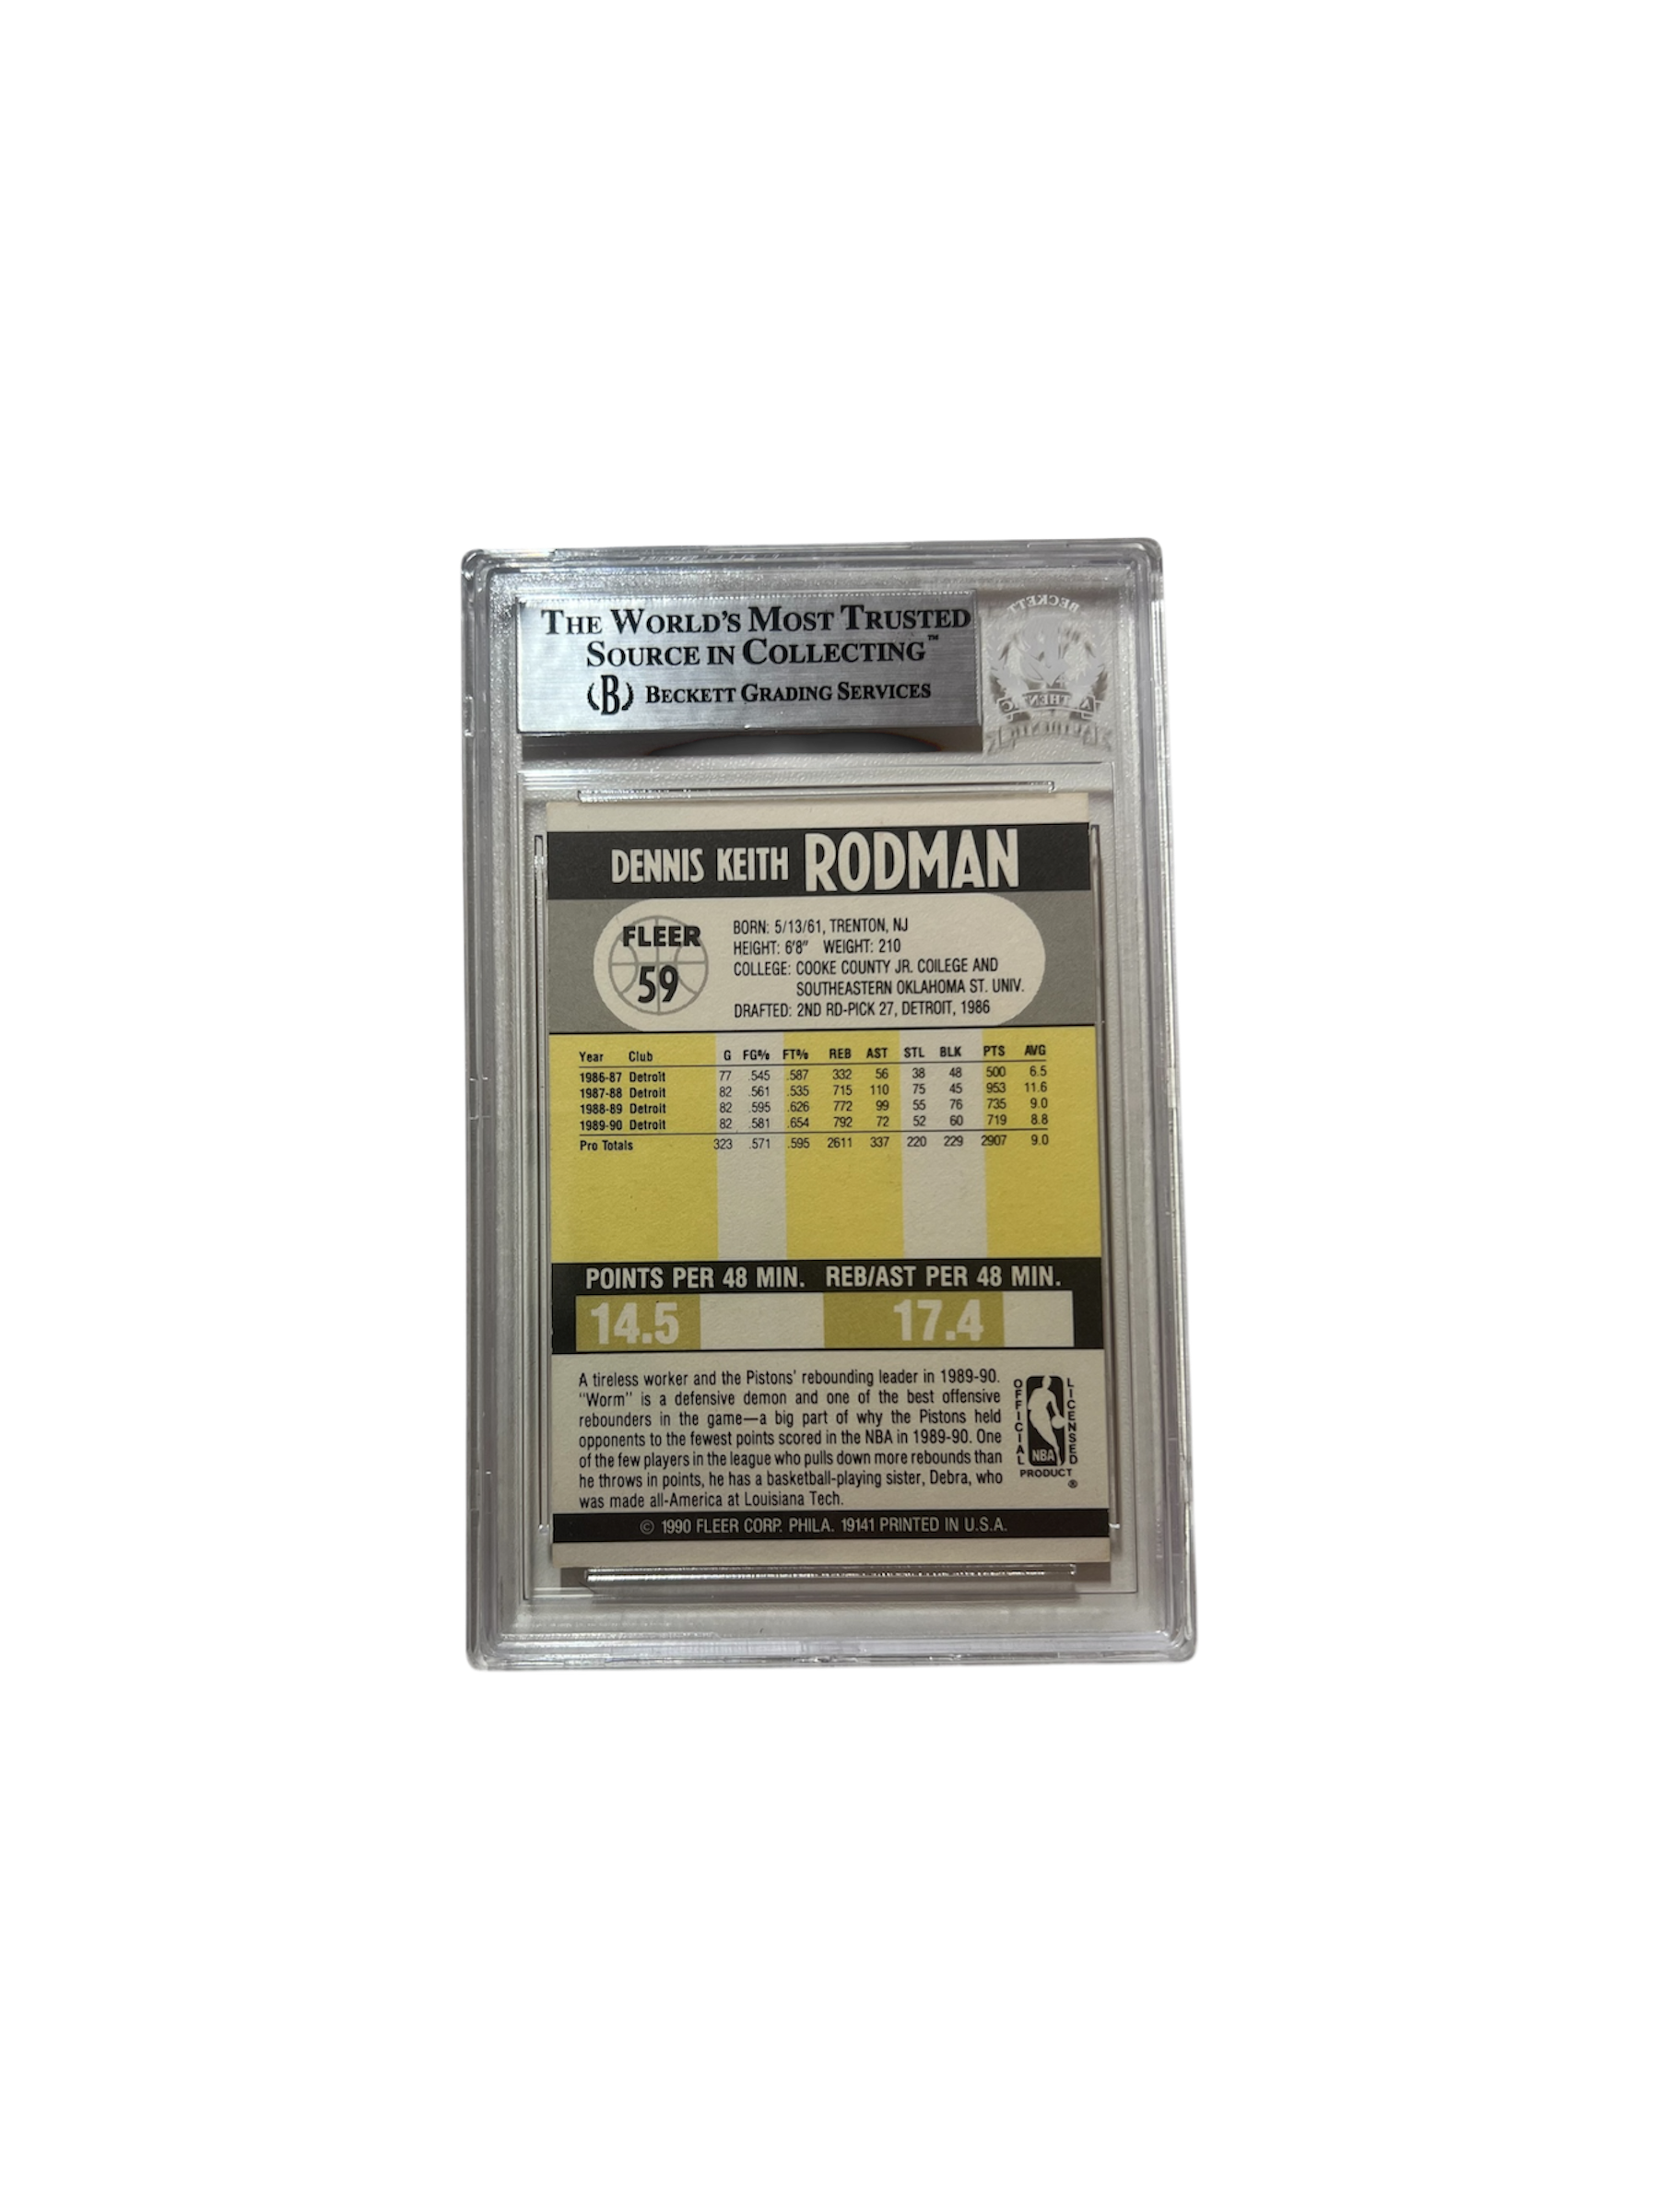 THE WORLD'S MOST TRUSTED
SOURCE IN COLLECTING™
(B) BECKETT GRADING SERVICES
BECKETT
AUTHENTIC
DENNIS KEITH RODMAN
FLEER
59
BORN: 5/13/61, TRENTON, NJ
HEIGHT: 6'8" WEIGHT: 210
COLLEGE: COOKE COUNTY JR. COILEGE AND
SOUTHEASTERN OKLAHOMA ST. UNIV.
DRAFTED: 2ND RD-PICK 27, DETROIT, 1986
Year Club G FG% FT% REB AST STL BLK PTS AVG
1986-87 Detroit 77 .545 .587 332 56 38 48 500 6.5
1987-88 Detroit 82 .561 .535 715 110 75 45 953 11.6
1988-89 Detroit 82 .595 .626 772 99 55 76 735 9.0
1989-90 Detroit 82 .581 .654 792 72 52 60 719 8.8
Pro Totals 323 .571 .595 2611 337 220 229 2907 9.0
POINTS PER 48 MIN. REB/AST PER 48 MIN.
14.5 17.4
A tireless worker and the Pistons' rebounding leader in 1989-90.
"Worm" is a defensive demon and one of the best offensive
rebounders in the game—a big part of why the Pistons held
opponents to the fewest points scored in the NBA in 1989-90. One
of the few players in the league who pulls down more rebounds than
he throws in points, he has a basketball-playing sister, Debra, who
was made all-America at Louisiana Tech.
OFFICIAL LICENSED
NBA
PRODUCT
®
© 1990 FLEER CORP. PHILA. 19141 PRINTED IN U.S.A.